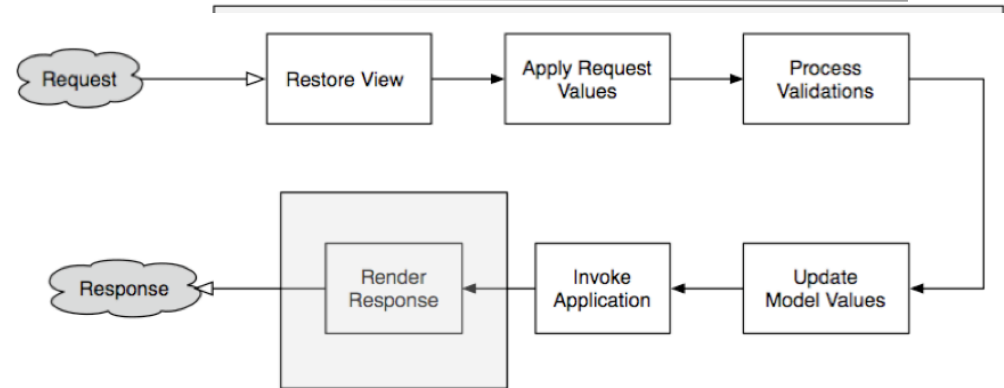 Request
Restore View
Apply Request
Values
Process
Validations
Response
Render
Response
Invoke
Application
Update
Model Values